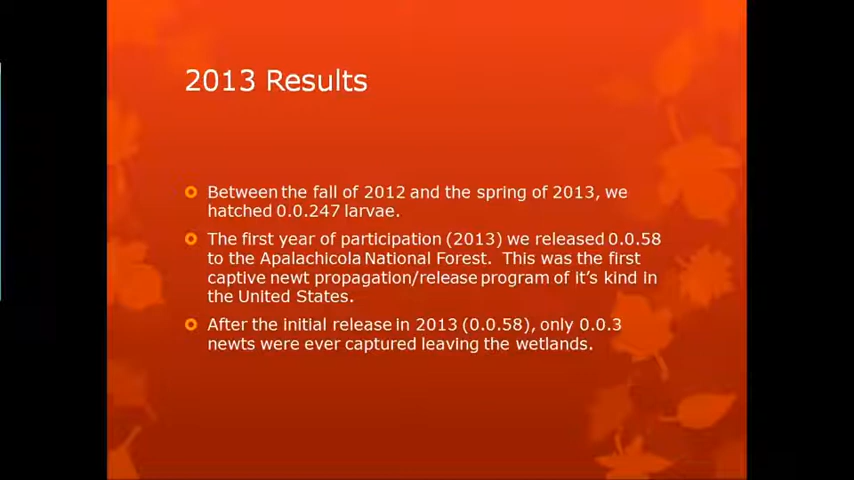 2013 Results
Between the fall of 2012 and the spring of 2013, we
hatched 0.0.247 larvae.
The first year of participation (2013) we released 0.0.58
to the Apalachicola National Forest. This was the first
captive newt propagation/release program of it's kind in
the United States.
After the initial release in 2013 (0.0.58), only 0.0.3
newts were ever captured leaving the wetlands.